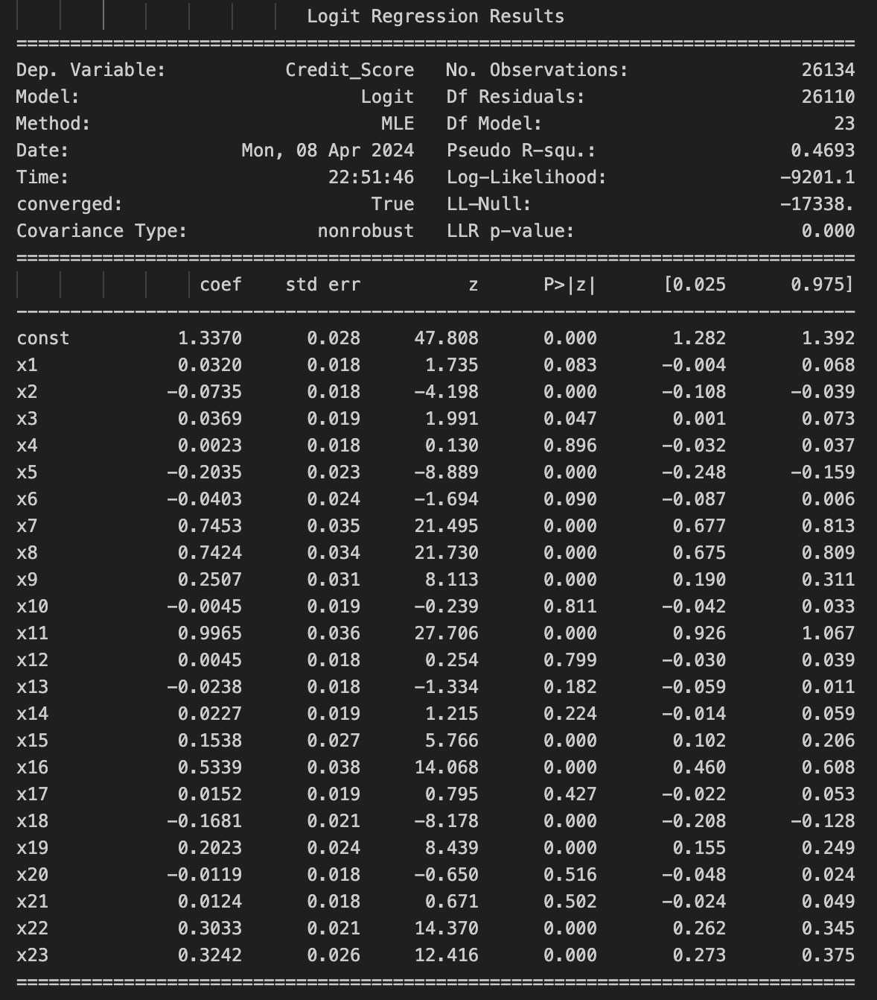 Logit Regression Results
==============================================================================
Dep. Variable:           Credit_Score   No. Observations:                26134
Model:                          Logit   Df Residuals:                    26110
Method:                           MLE   Df Model:                           23
Date:                Mon, 08 Apr 2024   Pseudo R-squ.:                  0.4693
Time:                        22:51:46   Log-Likelihood:                -9201.1
converged:                       True   LL-Null:                       -17338.
Covariance Type:            nonrobust   LLR p-value:                     0.000
==============================================================================
                 coef    std err          z      P>|z|      [0.025      0.975]
------------------------------------------------------------------------------
const          1.3370      0.028     47.808      0.000       1.282       1.392
x1             0.0320      0.018      1.735      0.083      -0.004       0.068
x2            -0.0735      0.018     -4.198      0.000      -0.108      -0.039
x3             0.0369      0.019      1.991      0.047       0.001       0.073
x4             0.0023      0.018      0.130      0.896      -0.032       0.037
x5            -0.2035      0.023     -8.889      0.000      -0.248      -0.159
x6            -0.0403      0.024     -1.694      0.090      -0.087       0.006
x7             0.7453      0.035     21.495      0.000       0.677       0.813
x8             0.7424      0.034     21.730      0.000       0.675       0.809
x9             0.2507      0.031      8.113      0.000       0.190       0.311
x10           -0.0045      0.019     -0.239      0.811      -0.042       0.033
x11            0.9965      0.036     27.706      0.000       0.926       1.067
x12            0.0045      0.018      0.254      0.799      -0.030       0.039
x13           -0.0238      0.018     -1.334      0.182      -0.059       0.011
x14            0.0227      0.019      1.215      0.224      -0.014       0.059
x15            0.1538      0.027      5.766      0.000       0.102       0.206
x16            0.5339      0.038     14.068      0.000       0.460       0.608
x17            0.0152      0.019      0.795      0.427      -0.022       0.053
x18           -0.1681      0.021     -8.178      0.000      -0.208      -0.128
x19            0.2023      0.024      8.439      0.000       0.155       0.249
x20           -0.0119      0.018     -0.650      0.516      -0.048       0.024
x21            0.0124      0.018      0.671      0.502      -0.024       0.049
x22            0.3033      0.021     14.370      0.000       0.262       0.345
x23            0.3242      0.026     12.416      0.000       0.273       0.375
==============================================================================